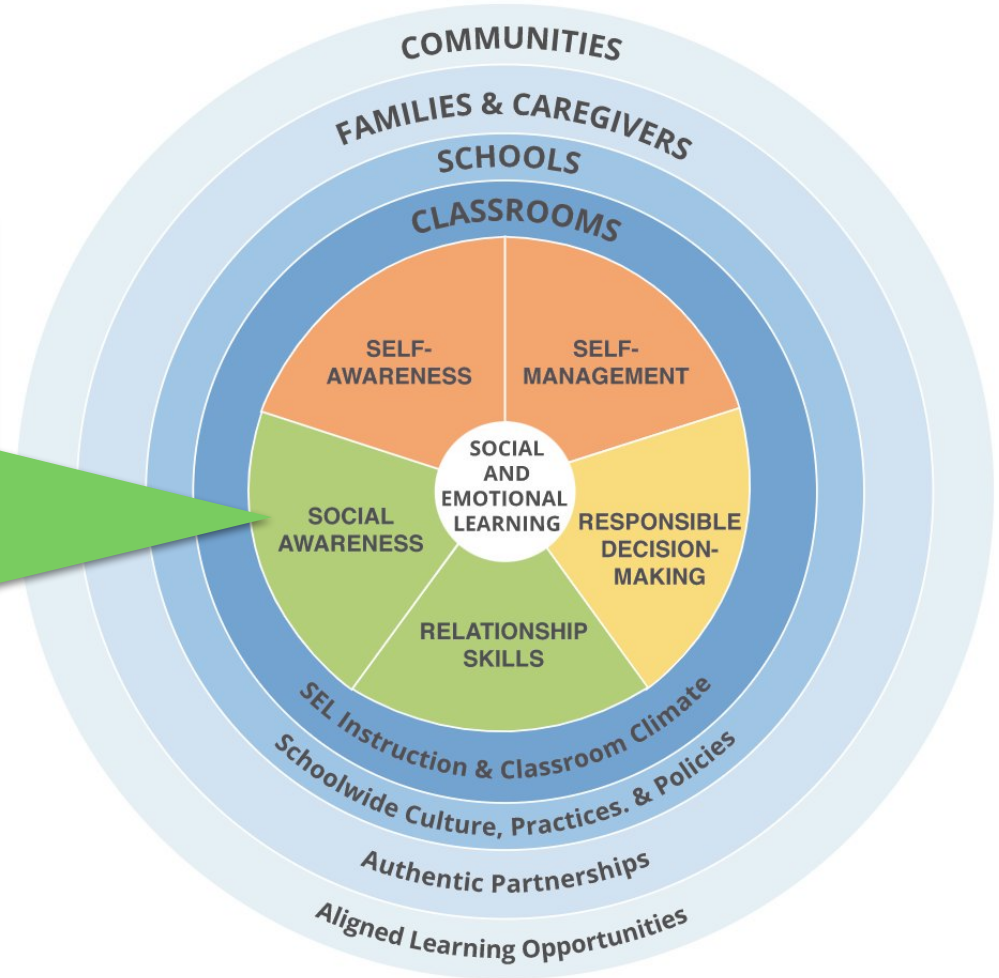 COMMUNITIES
FAMILIES & CAREGIVERS
SCHOOLS
CLASSROOMS
SELF-
AWARENESS
SELF-
MANAGEMENT
SOCIAL
AND
EMOTIONAL
LEARNING
SOCIAL
AWARENESS
RESPONSIBLE
DECISION-
MAKING
RELATIONSHIP
SKILLS
SEL Instruction & Classroom Climate
Schoolwide Culture, Practices. & Policies
Authentic Partnerships
Aligned Learning Opportunities